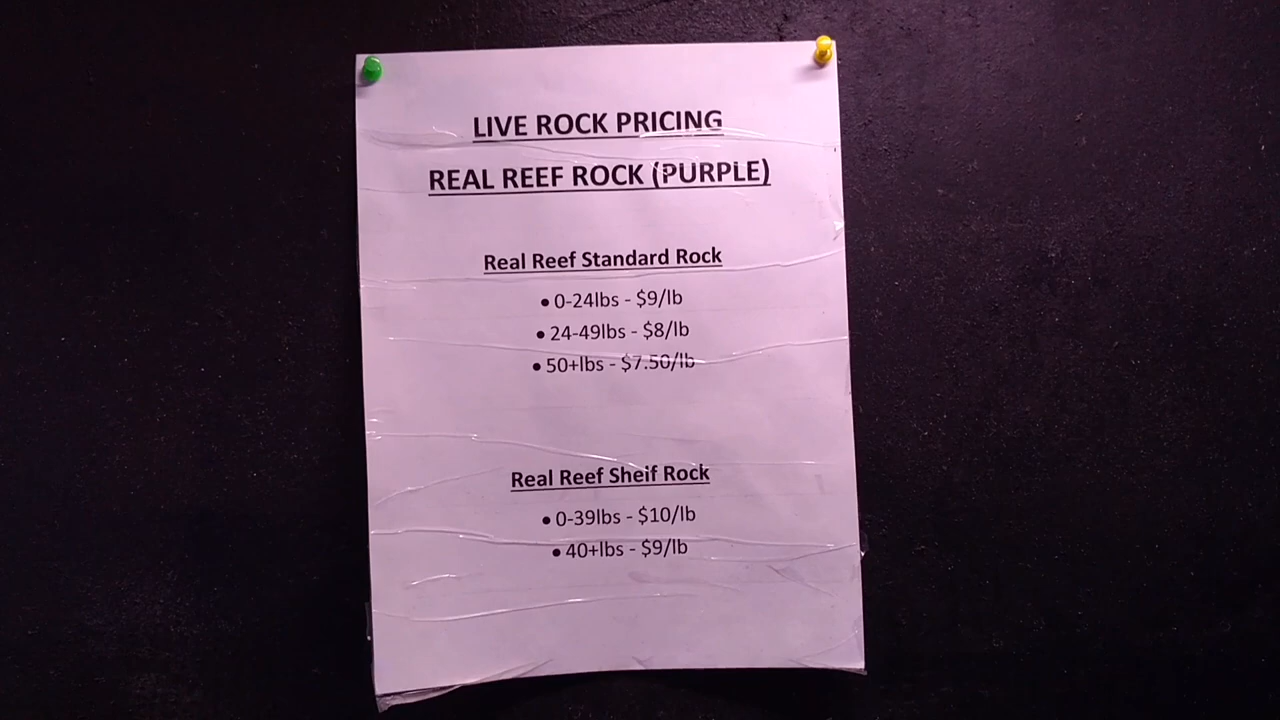 LIVE ROCK PRICING
REAL REEF ROCK (PURPLE)
Real Reef Standard Rock
• 0-24lbs - $9/lb
• 24-49lbs - $8/lb
• 50+lbs - $7.50/lb
Real Reef Sheif Rock
• 0-39lbs - $10/lb
• 40+lbs - $9/lb